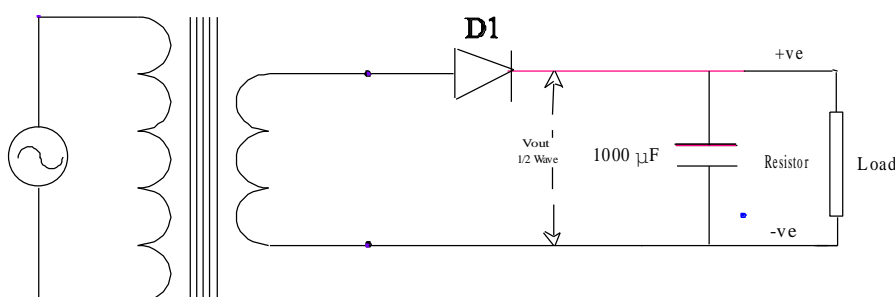 D1
+ve
Vout
1/2 Wave
1000 μF
Resistor
Load
-ve